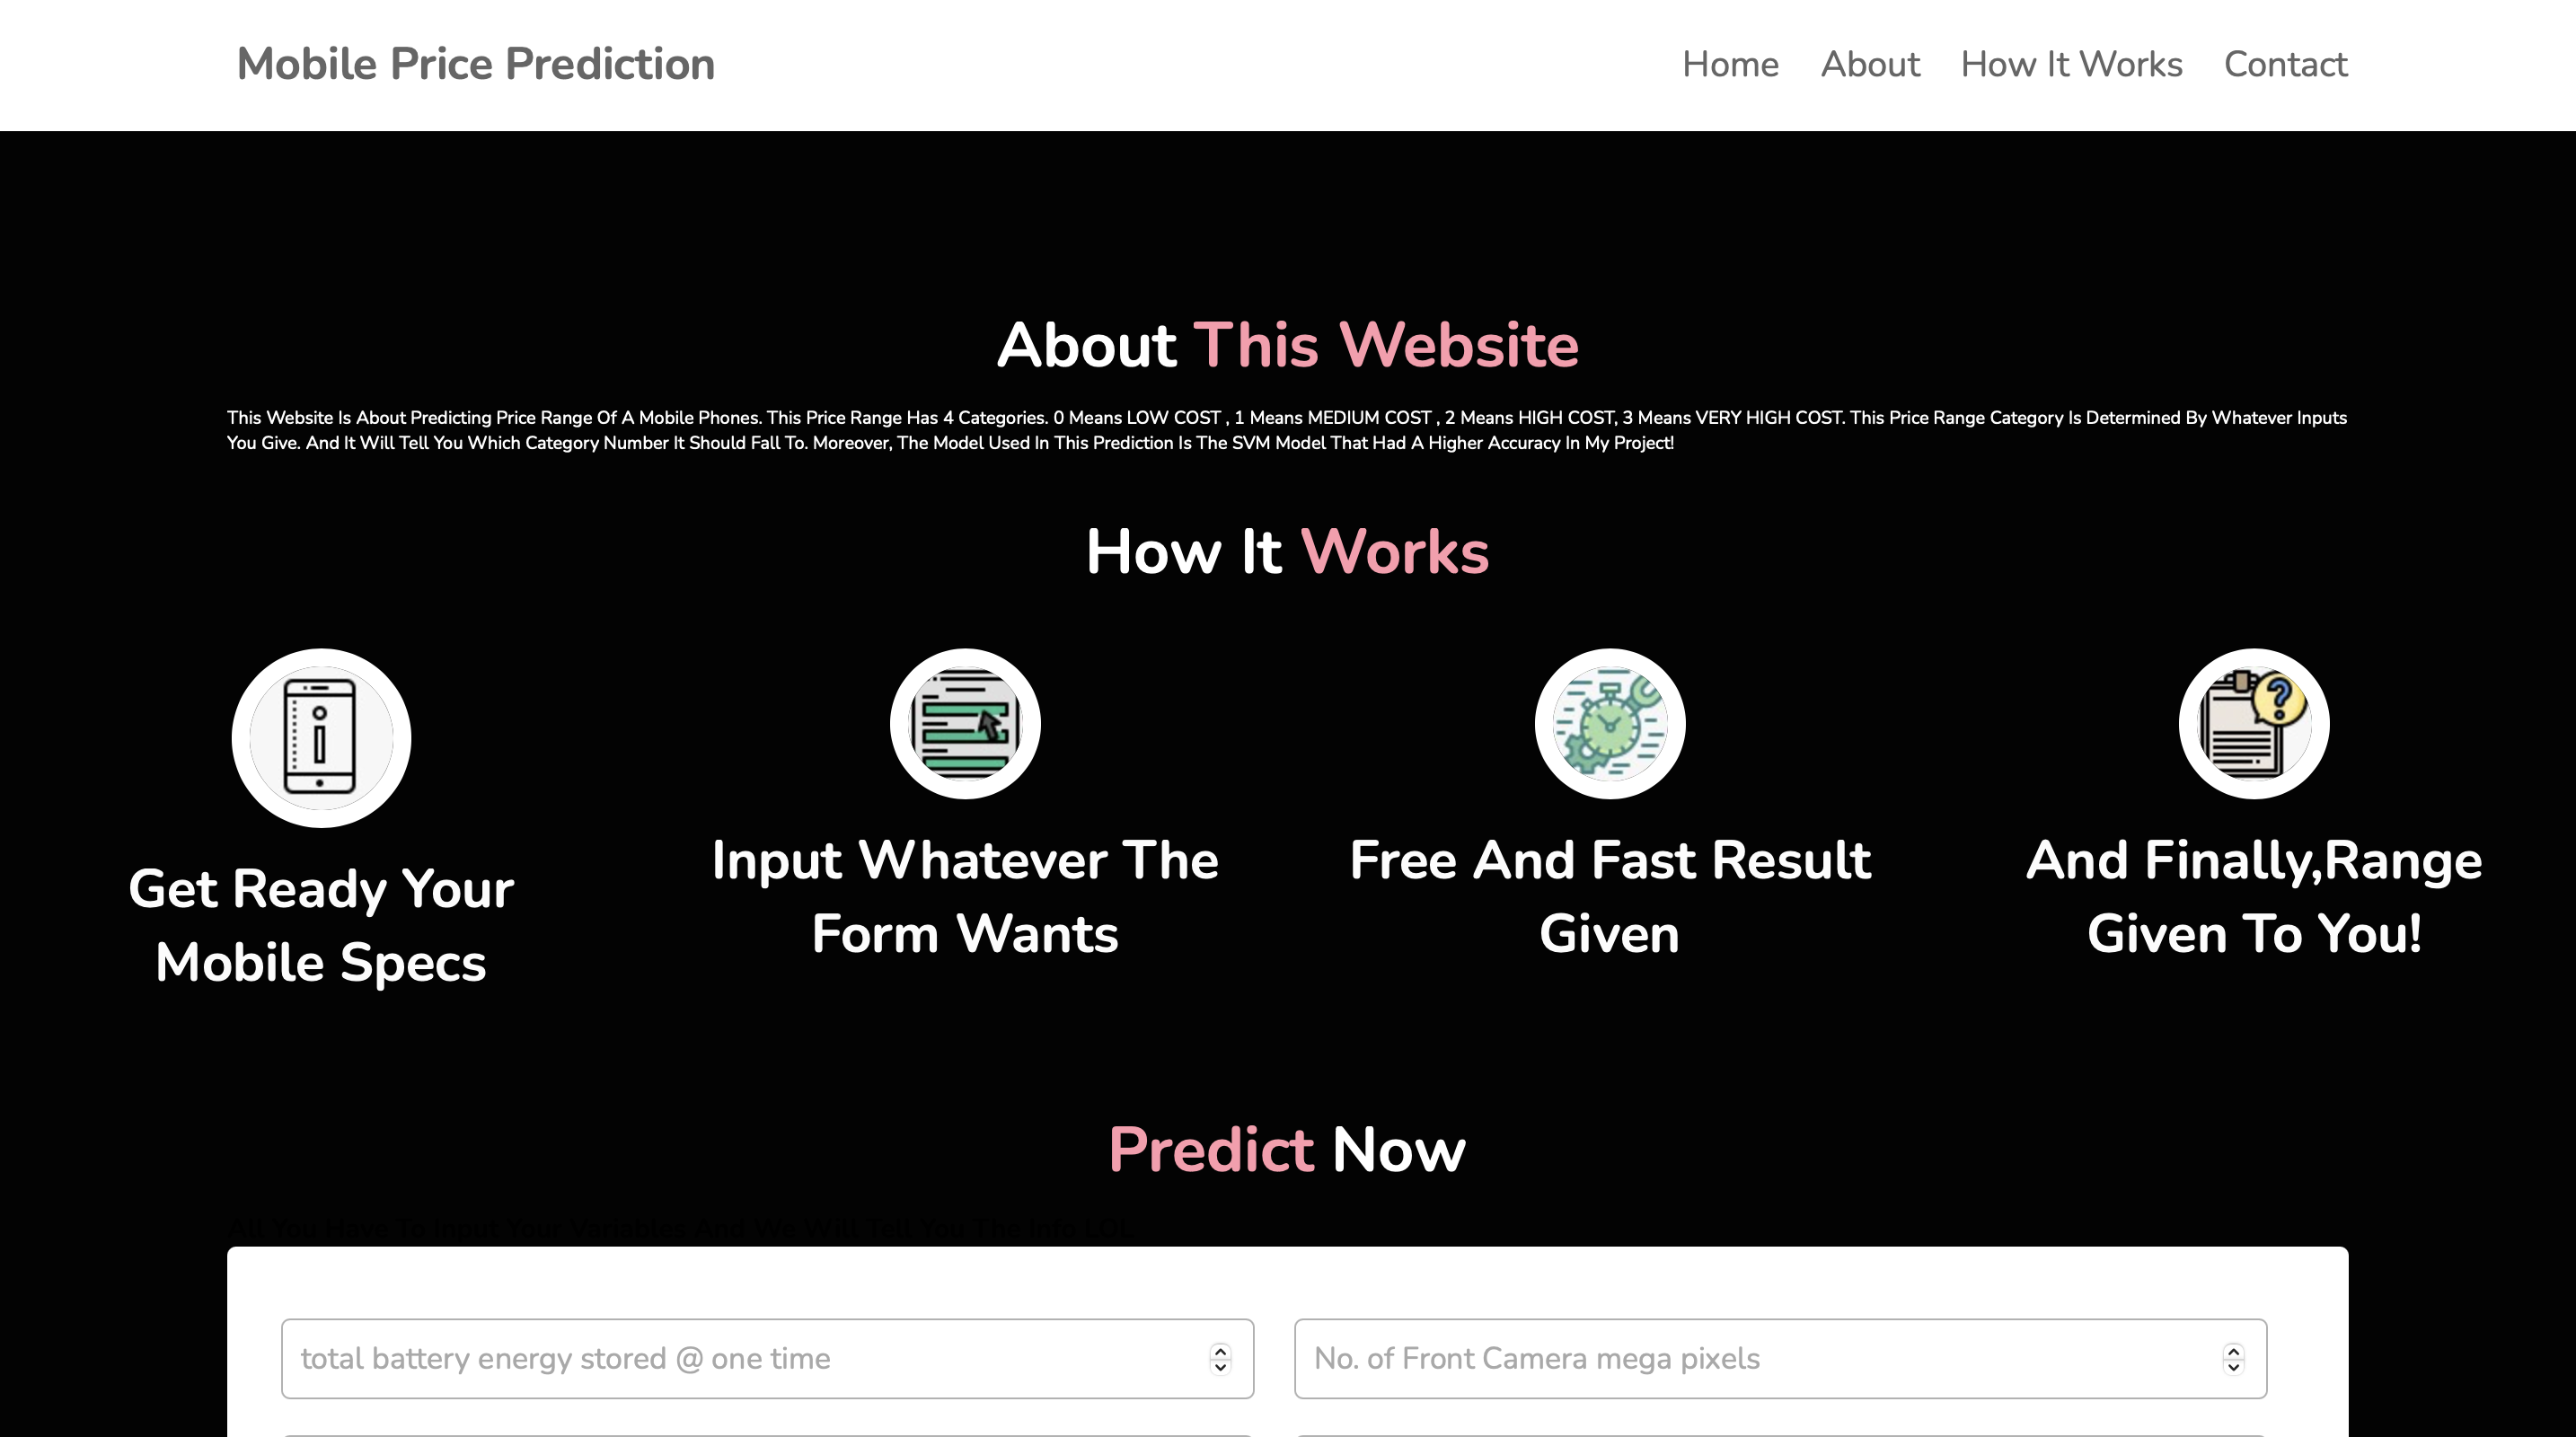 Mobile Price Prediction
Home About How It Works Contact
About This Website
This Website Is About Predicting Price Range Of A Mobile Phones. This Price Range Has 4 Categories. 0 Means LOW COST , 1 Means MEDIUM COST , 2 Means HIGH COST, 3 Means VERY HIGH COST. This Price Range Category Is Determined By Whatever Inputs
You Give. And It Will Tell You Which Category Number It Should Fall To. Moreover, The Model Used In This Prediction Is The SVM Model That Had A Higher Accuracy In My Project!
How It Works
Get Ready Your
Mobile Specs
Input Whatever The
Form Wants
Free And Fast Result
Given
And Finally,Range
Given To You!
Predict Now
All You Have To Input Your Variables And We Will Tell You The Info LOL
total battery energy stored @ one time
No. of Front Camera mega pixels